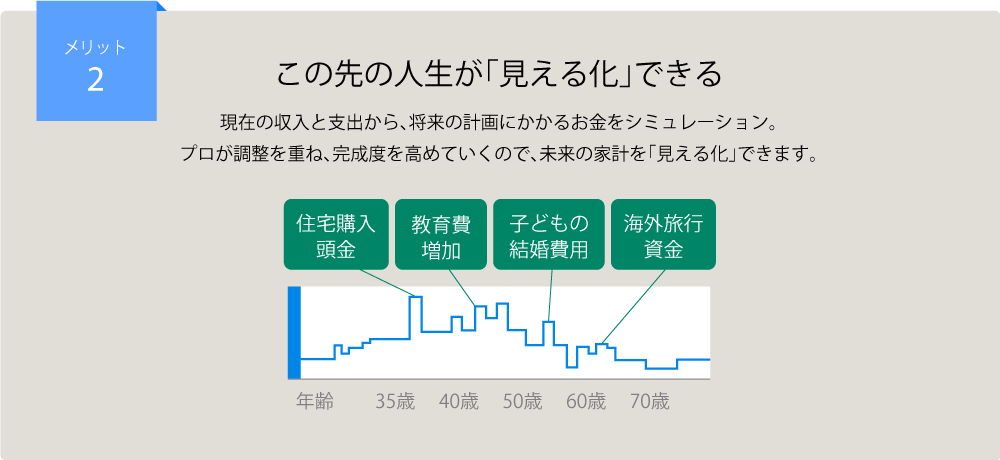 メリット
2
この先の人生が「見える化」できる
現在の収入と支出から、将来の計画にかかるお金をシミュレーション。
プロが調整を重ね、完成度を高めていくので、未来の家計を「見える化」できます。
住宅購入
頭金
教育費
増加
子どもの
結婚費用
海外旅行
資金
年齢 35歳 40歳 50歳 60歳 70歳